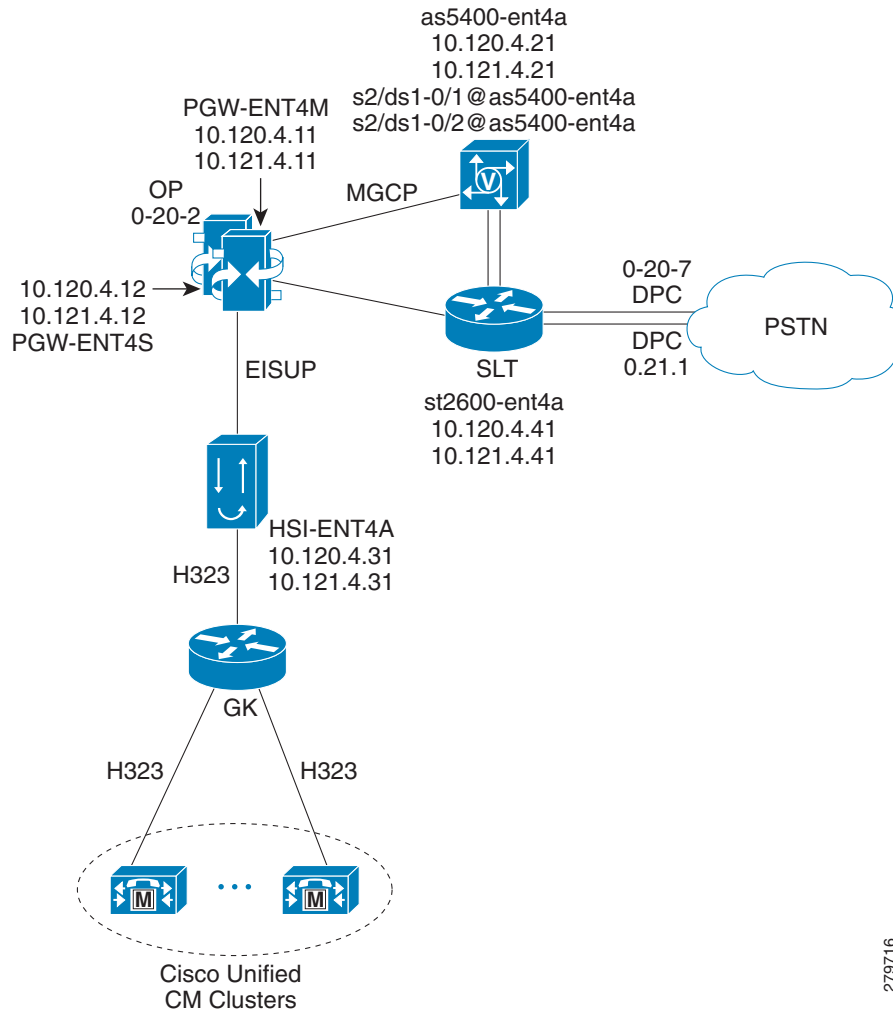 as5400-ent4a
10.120.4.21
10.121.4.21
s2/ds1-0/1@as5400-ent4a
s2/ds1-0/2@as5400-ent4a
PGW-ENT4M
10.120.4.11
10.121.4.11
OP
0-20-2
MGCP
V
10.120.4.12
10.121.4.12
PGW-ENT4S
0-20-7
DPC
PSTN
DPC
0.21.1
SLT
st2600-ent4a
10.120.4.41
10.121.4.41
EISUP
HSI-ENT4A
10.120.4.31
10.121.4.31
H323
GK
H323
H323
M
M
Cisco Unified
CM Clusters
279716